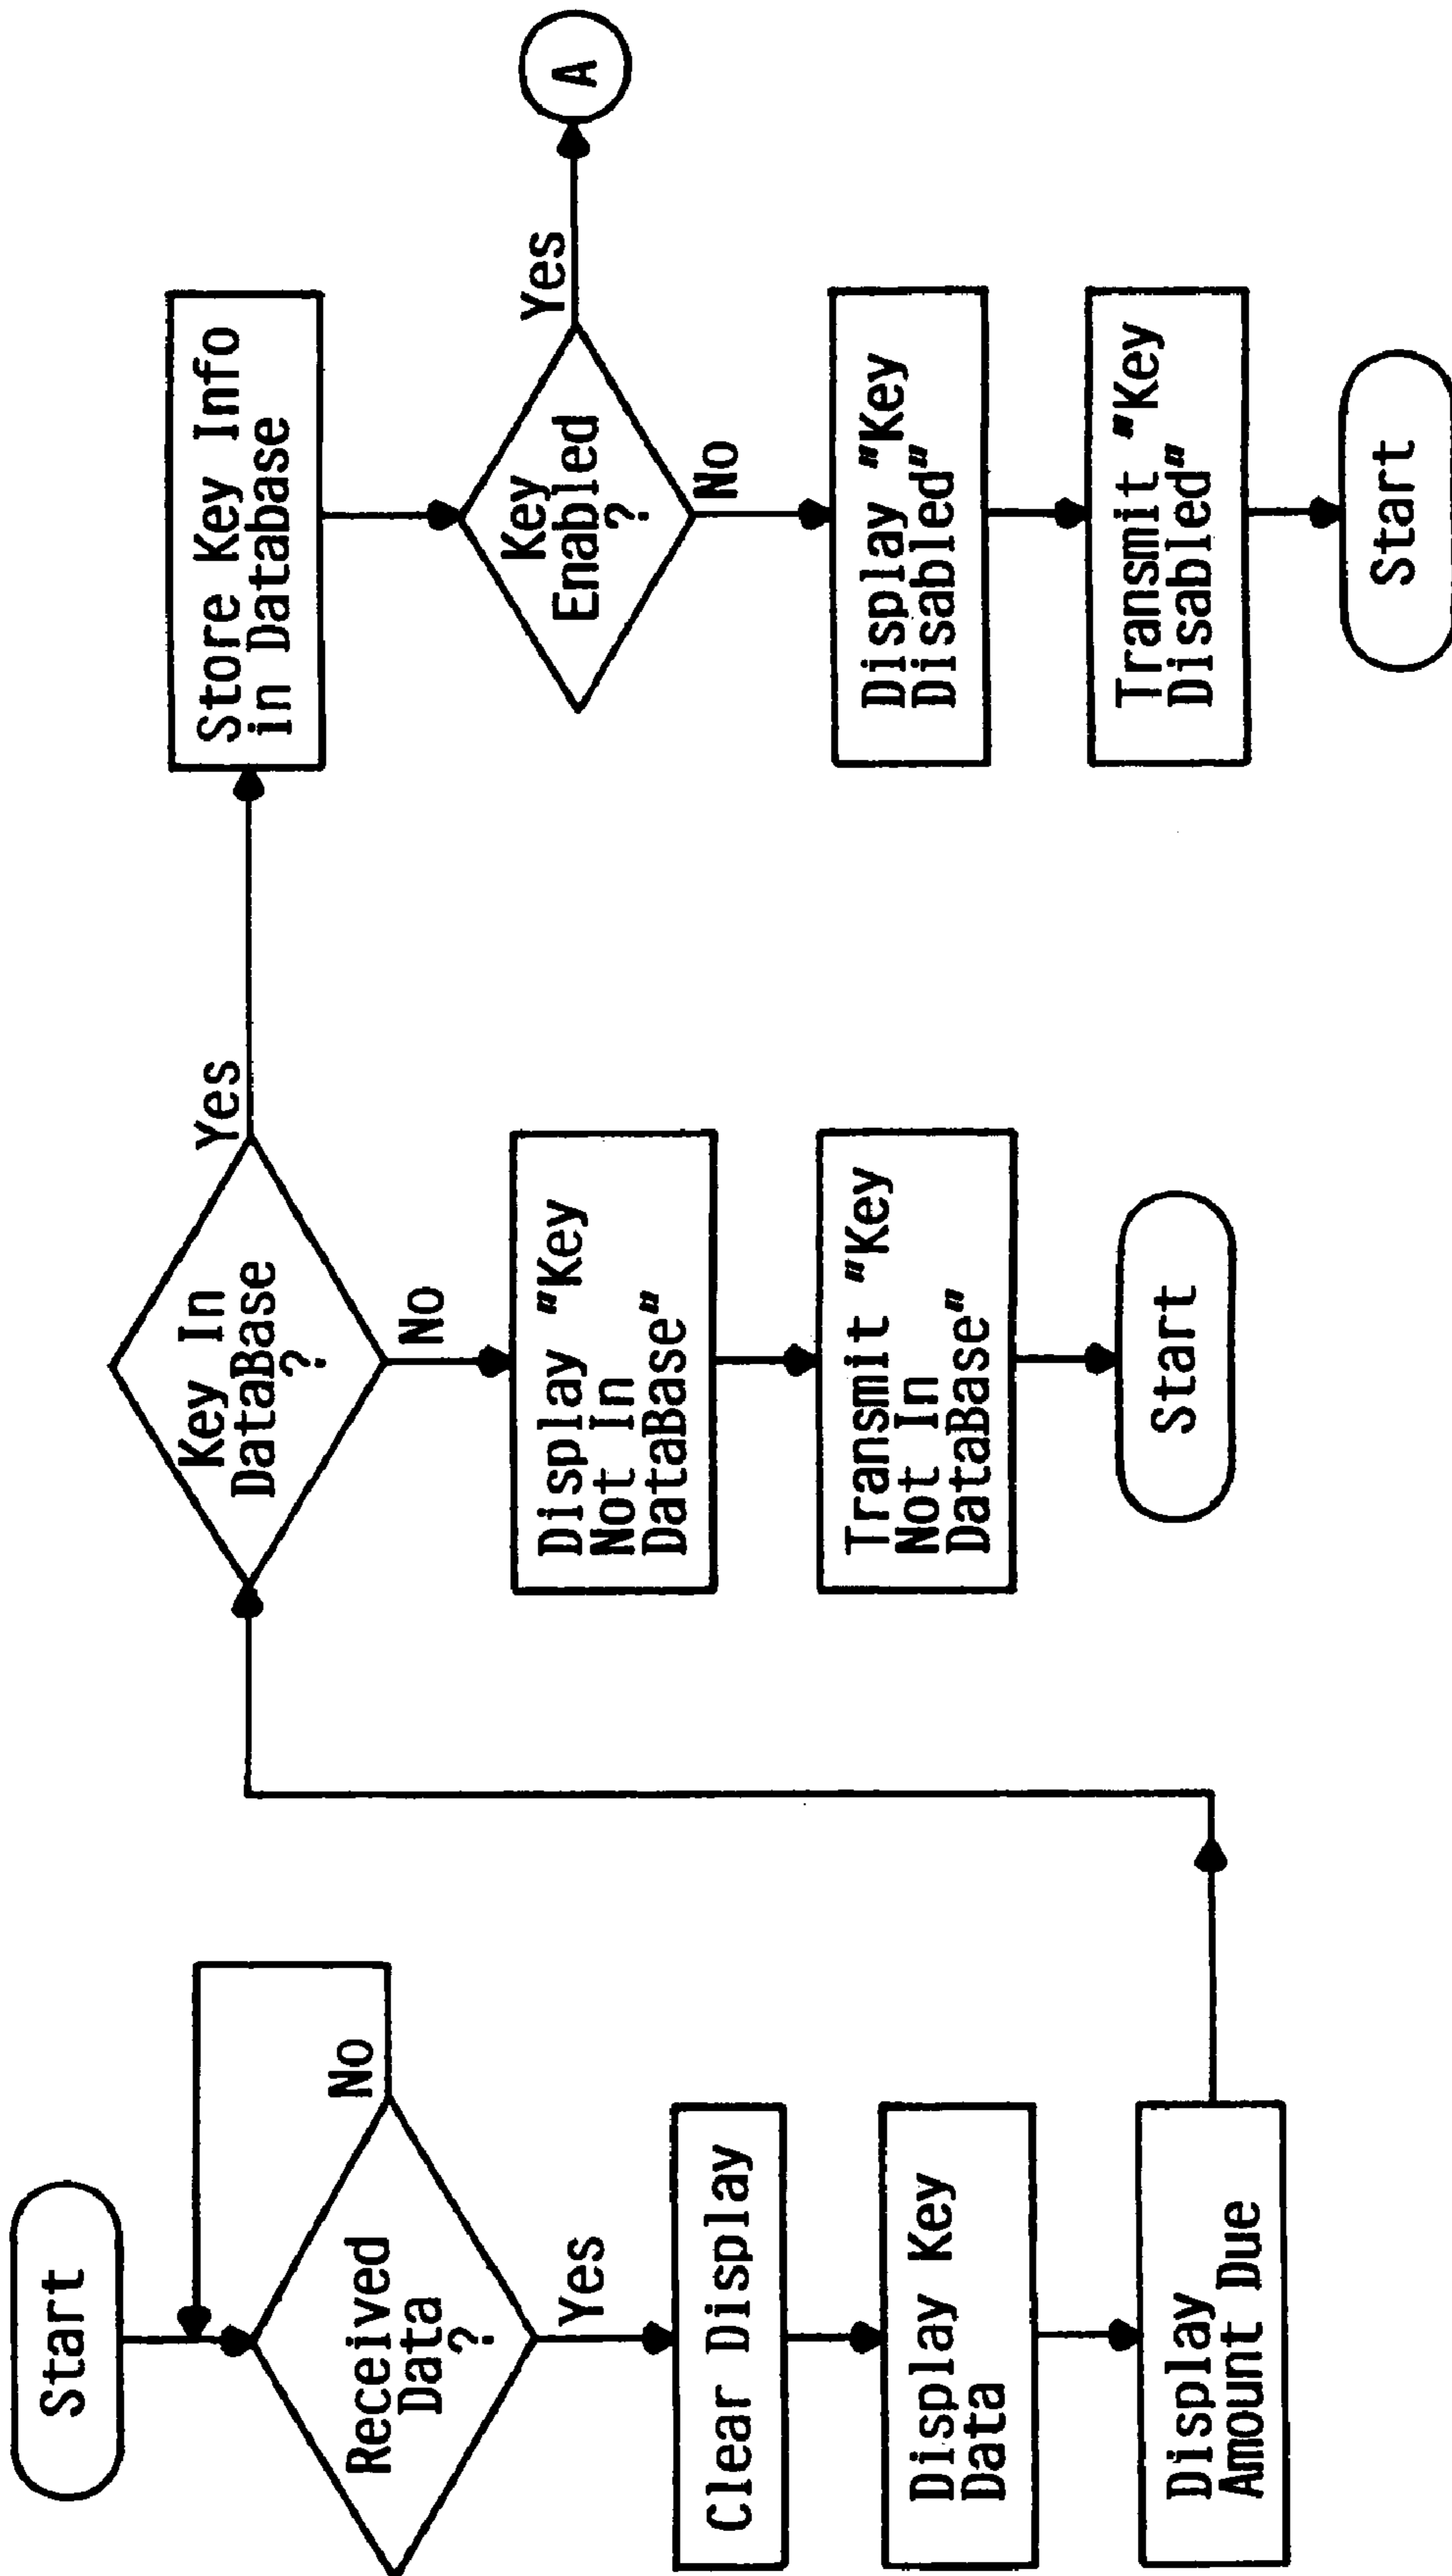 Start
Received
Data
?
No
Yes
Clear Display
Display Key
Data
Display
Amount Due
Key In
DataBase
?
Yes
No
Display "Key
Not In
DataBase"
Transmit "Key
Not In
DataBase"
Start
Store Key Info
in Database
Key
Enabled
?
Yes
A
No
Display "Key
Disabled"
Transmit "Key
Disabled"
Start